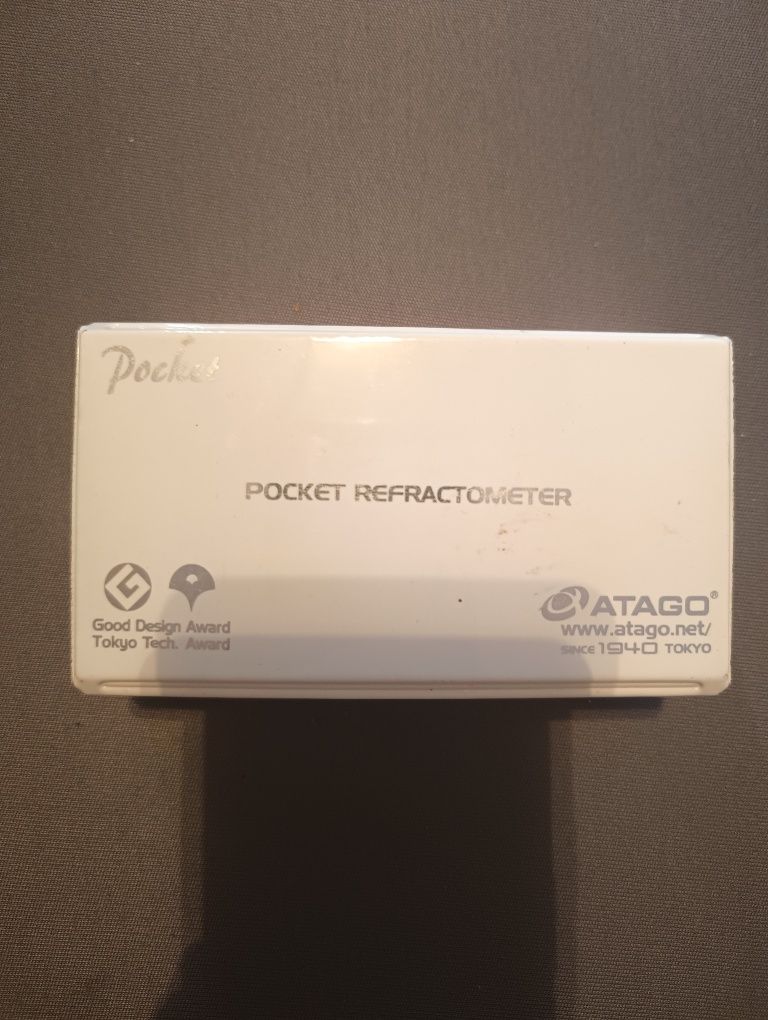 Pocket
POCKET REFRACTOMETER
Good Design Award
Tokyo Tech. Award
ATAGO®
www.atago.net/
SINCE 1940 TOKYO